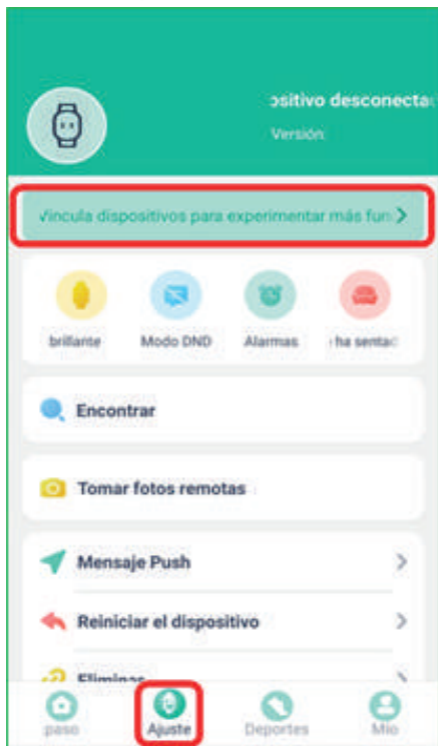 ositivo desconecta
Versión:
Vincula dispositivos para experimentar más fun
brillante
Modo DND
Alarmas
ha sentad
Encontrar
Tomar fotos remotas
Mensaje Push
Reiniciar el dispositivo
Eliminas
paso
Ajuste
Deportes
Mío